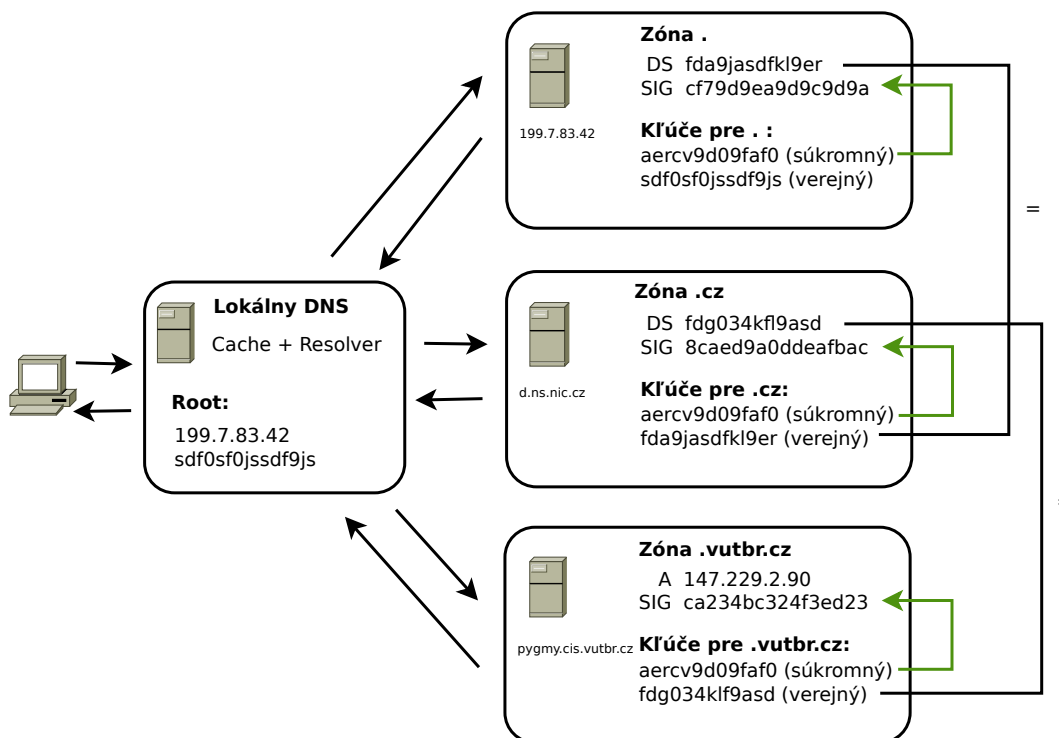 Zóna .
DS fda9jasdfkl9er
SIG cf79d9ea9d9c9d9a
199.7.83.42
Kľúče pre . :
aercv9d09faf0 (súkromný)
sdf0sf0jssdf9js (verejný)
=
Lokálny DNS
Cache + Resolver
Root:
199.7.83.42
sdf0sf0jssdf9js
Zóna .cz
DS fdg034kfl9asd
SIG 8caed9a0ddeafbac
d.ns.nic.cz
Kľúče pre .cz:
aercv9d09faf0 (súkromný)
fda9jasdfkl9er (verejný)
Zóna .vutbr.cz
A 147.229.2.90
SIG ca234bc324f3ed23
pygmy.cis.vutbr.cz
Kľúče pre .vutbr.cz:
aercv9d09faf0 (súkromný)
fdg034klf9asd (verejný)